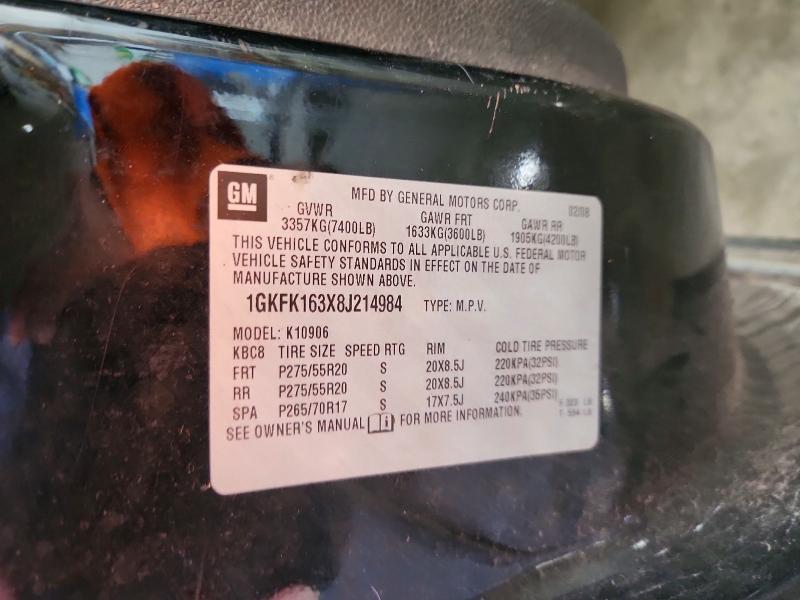 GM
MFD BY GENERAL MOTORS CORP. 02/08
GVWR GAWR FRT GAWR RR
3357KG(7400LB) 1633KG(3600LB) 1905KG(4200LB)
THIS VEHICLE CONFORMS TO ALL APPLICABLE U.S. FEDERAL MOTOR
VEHICLE SAFETY STANDARDS IN EFFECT ON THE DATE OF
MANUFACTURE SHOWN ABOVE.
1GKFK163X8J214984 TYPE: M.P.V.
MODEL: K10906
KBC8 TIRE SIZE SPEED RTG RIM COLD TIRE PRESSURE
FRT P275/55R20 S 20X8.5J 220KPA(32PSI)
RR P275/55R20 S 20X8.5J 220KPA(32PSI)
SPA P265/70R17 S 17X7.5J 240KPA(35PSI)
SEE OWNER'S MANUAL FOR MORE INFORMATION.